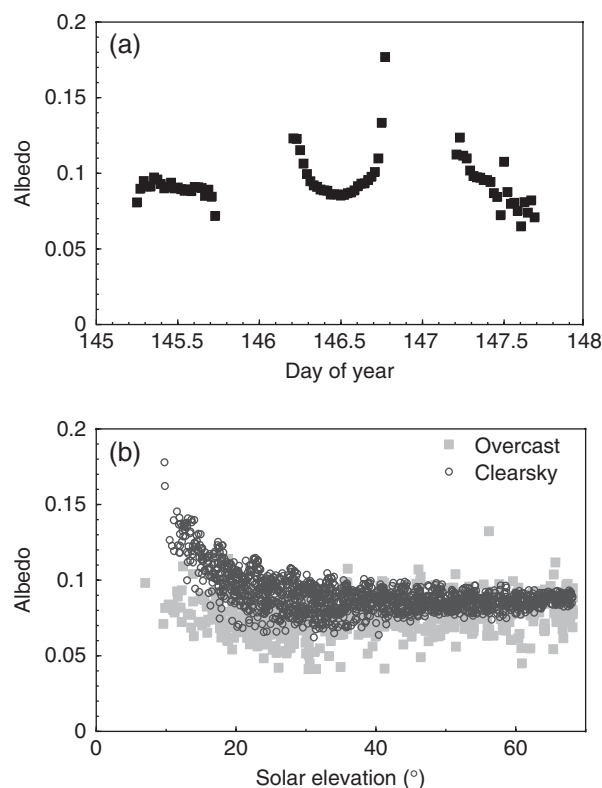 (a)
0.2
0.15
0.1
0.05
0
Albedo
145 145.5 146 146.5 147 147.5 148
Day of year
(b)
Overcast
Clearsky
0.2
0.15
0.1
0.05
0
Albedo
0 20 40 60
Solar elevation (°)